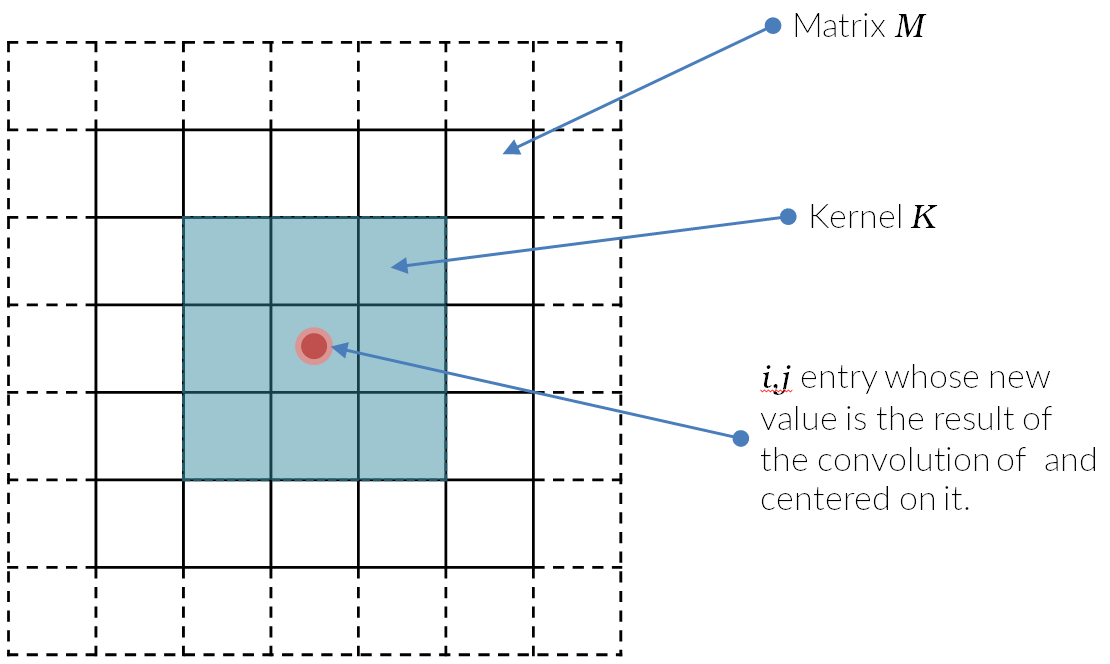 Matrix M
Kernel K
i,j entry whose new
value is the result of
the convolution of and
centered on it.